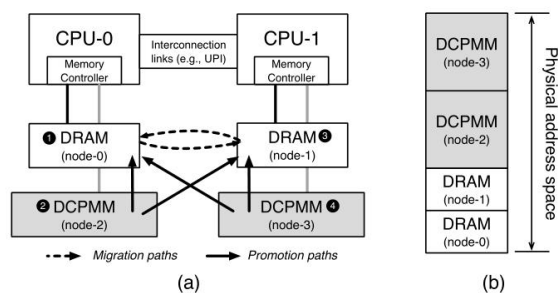 CPU-0
Interconnection
links (e.g., UPI)
CPU-1
Memory
Controller
Memory
Controller
❶ DRAM
(node-0)
DRAM ❸
(node-1)
❷ DCPMM
(node-2)
DCPMM ❹
(node-3)
Migration paths
Promotion paths
(a)
DCPMM
(node-3)
DCPMM
(node-2)
DRAM
(node-1)
DRAM
(node-0)
Physical address space
(b)